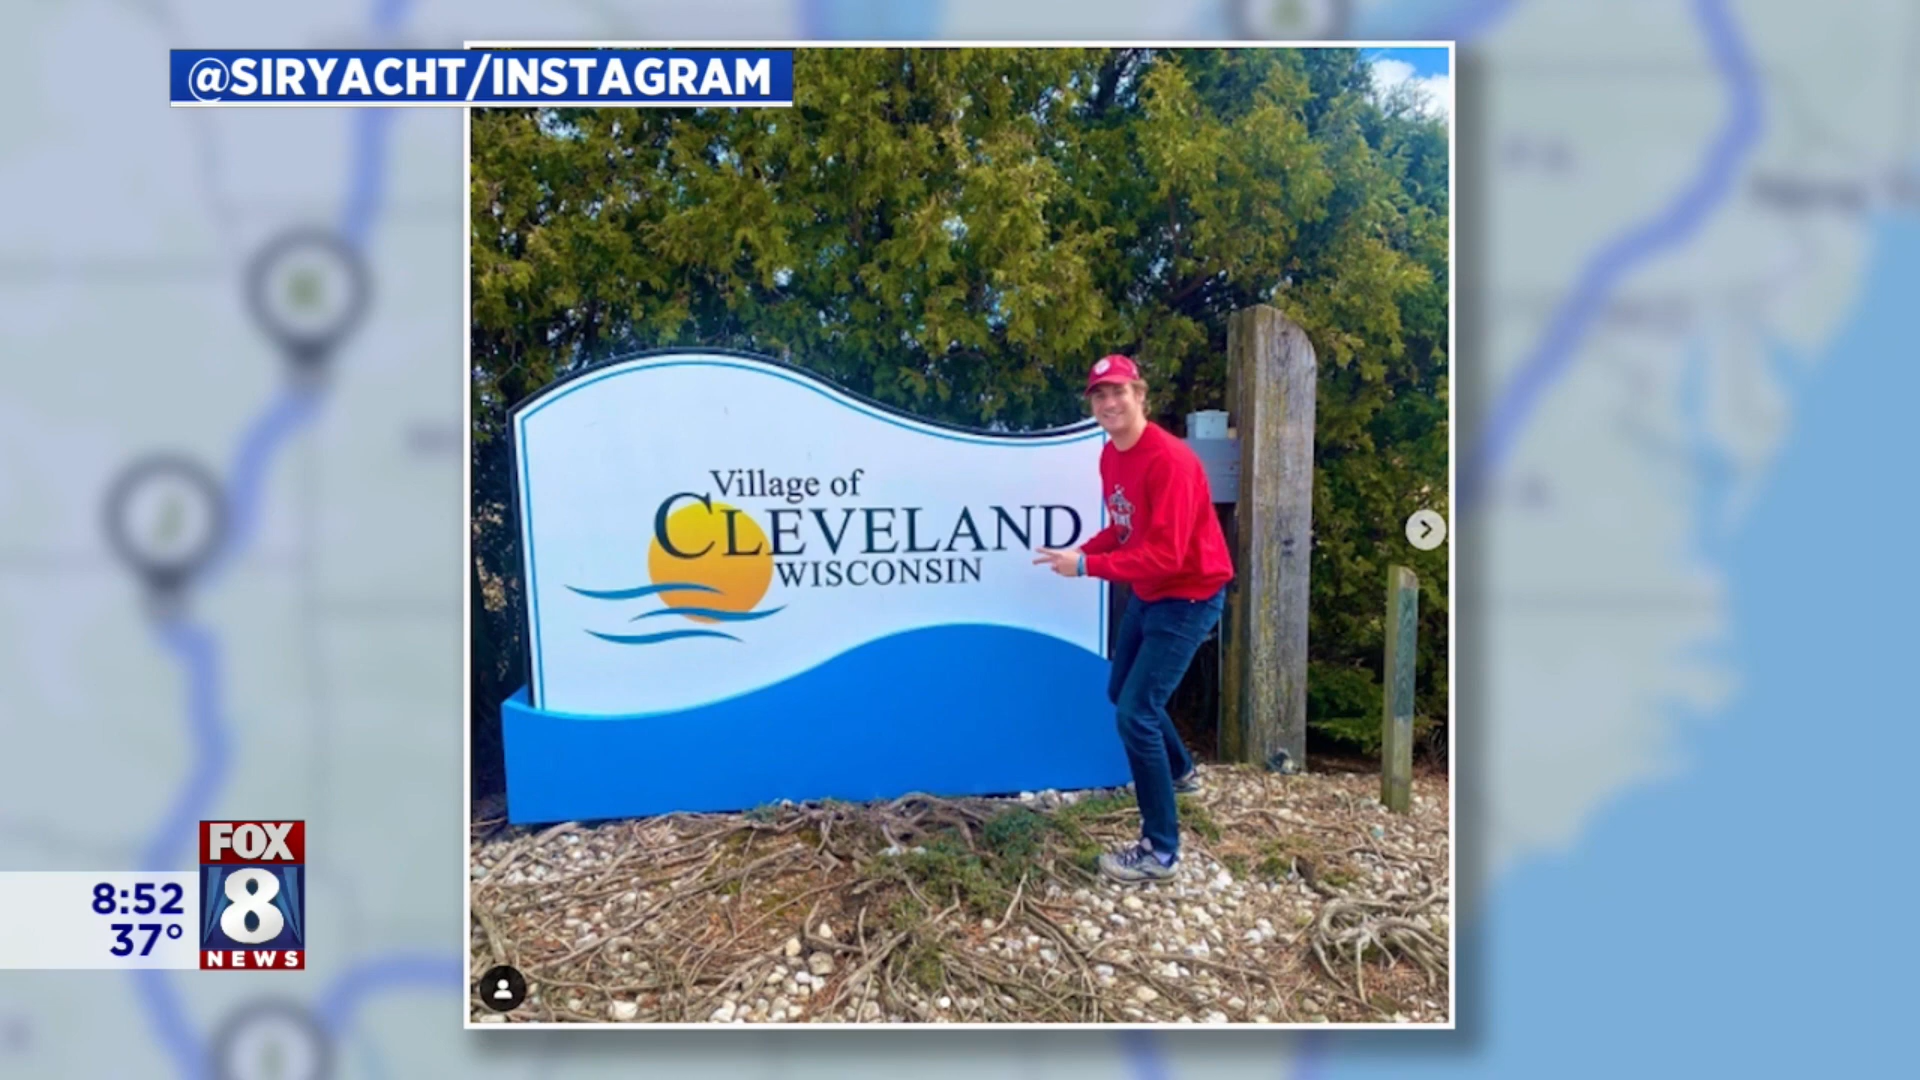 @SIRYACHT/INSTAGRAM
Village of
CLEVELAND
WISCONSIN
8:52
37°
FOX
8
NEWS